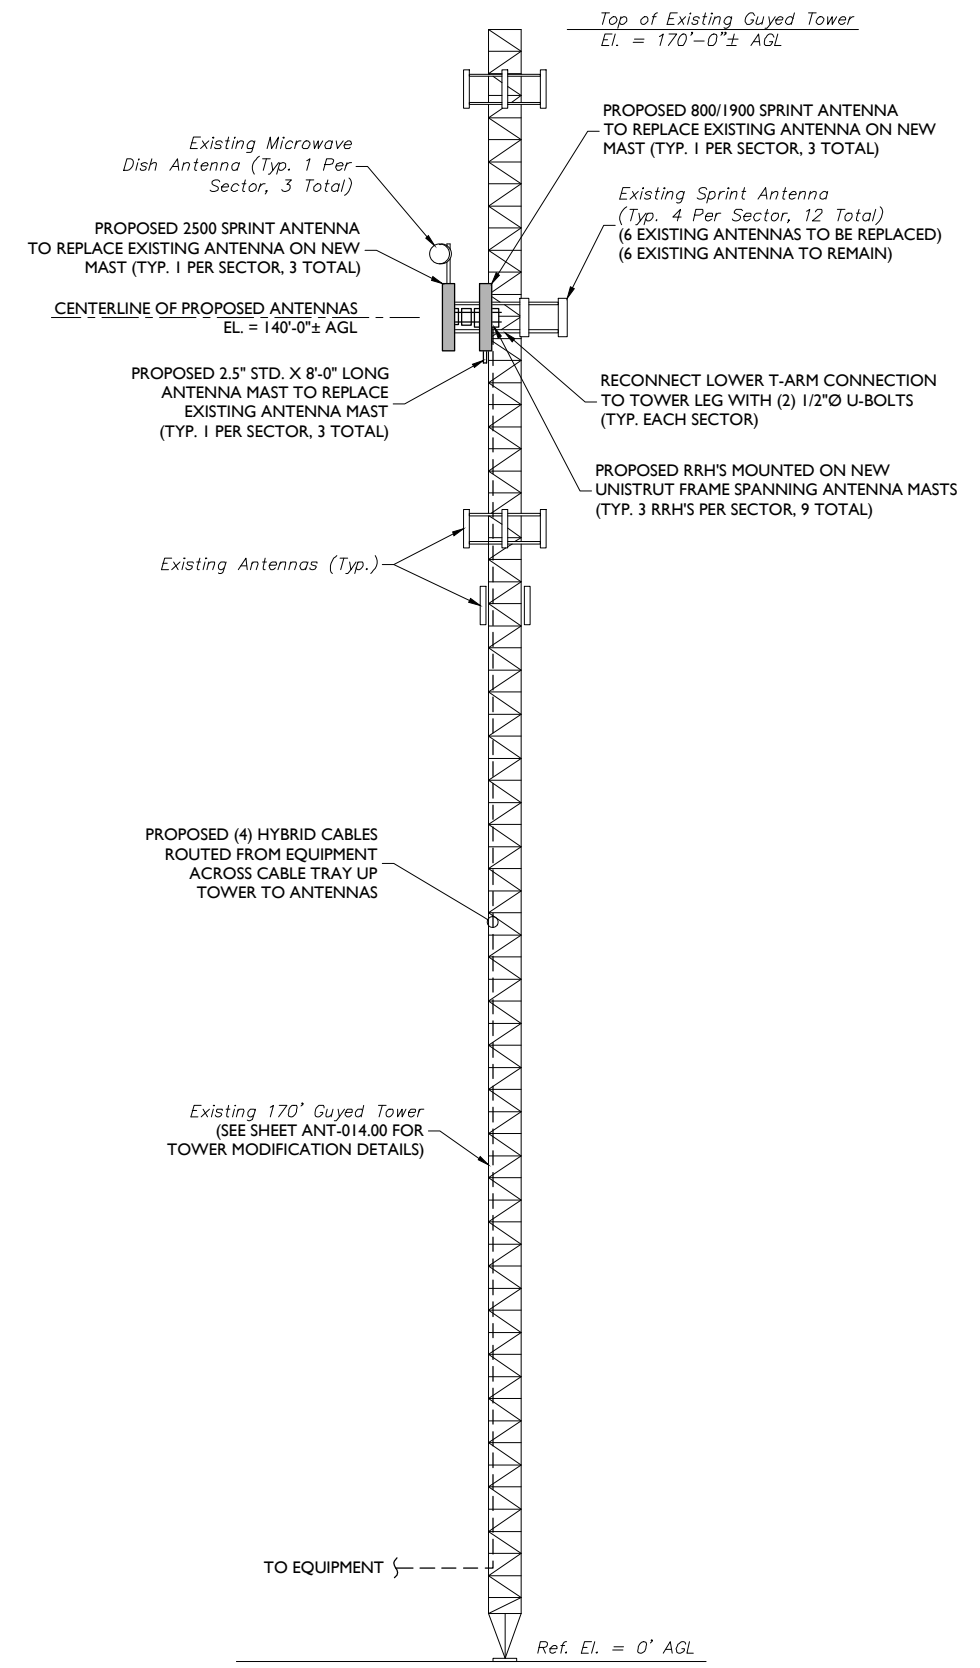 Top of Existing Guyed Tower
El. = 170'-0"± AGL
PROPOSED 800/1900 SPRINT ANTENNA
TO REPLACE EXISTING ANTENNA ON NEW
MAST (TYP. 1 PER SECTOR, 3 TOTAL)
Existing Microwave
Dish Antenna (Typ. 1 Per
Sector, 3 Total)
Existing Sprint Antenna
(Typ. 4 Per Sector, 12 Total)
(6 EXISTING ANTENNAS TO BE REPLACED)
(6 EXISTING ANTENNA TO REMAIN)
PROPOSED 2500 SPRINT ANTENNA
TO REPLACE EXISTING ANTENNA ON NEW
MAST (TYP. 1 PER SECTOR, 3 TOTAL)
CENTERLINE OF PROPOSED ANTENNAS
EL. = 140'-0"± AGL
PROPOSED 2.5" STD. X 8'-0" LONG
ANTENNA MAST TO REPLACE
EXISTING ANTENNA MAST
(TYP. 1 PER SECTOR, 3 TOTAL)
RECONNECT LOWER T-ARM CONNECTION
TO TOWER LEG WITH (2) 1/2"Ø U-BOLTS
(TYP. EACH SECTOR)
PROPOSED RRH'S MOUNTED ON NEW
UNISTRUT FRAME SPANNING ANTENNA MASTS
(TYP. 3 RRH'S PER SECTOR, 9 TOTAL)
Existing Antennas (Typ.)
PROPOSED (4) HYBRID CABLES
ROUTED FROM EQUIPMENT
ACROSS CABLE TRAY UP
TOWER TO ANTENNAS
Existing 170' Guyed Tower
(SEE SHEET ANT-014.00 FOR
TOWER MODIFICATION DETAILS)
TO EQUIPMENT
Ref. El. = 0' AGL